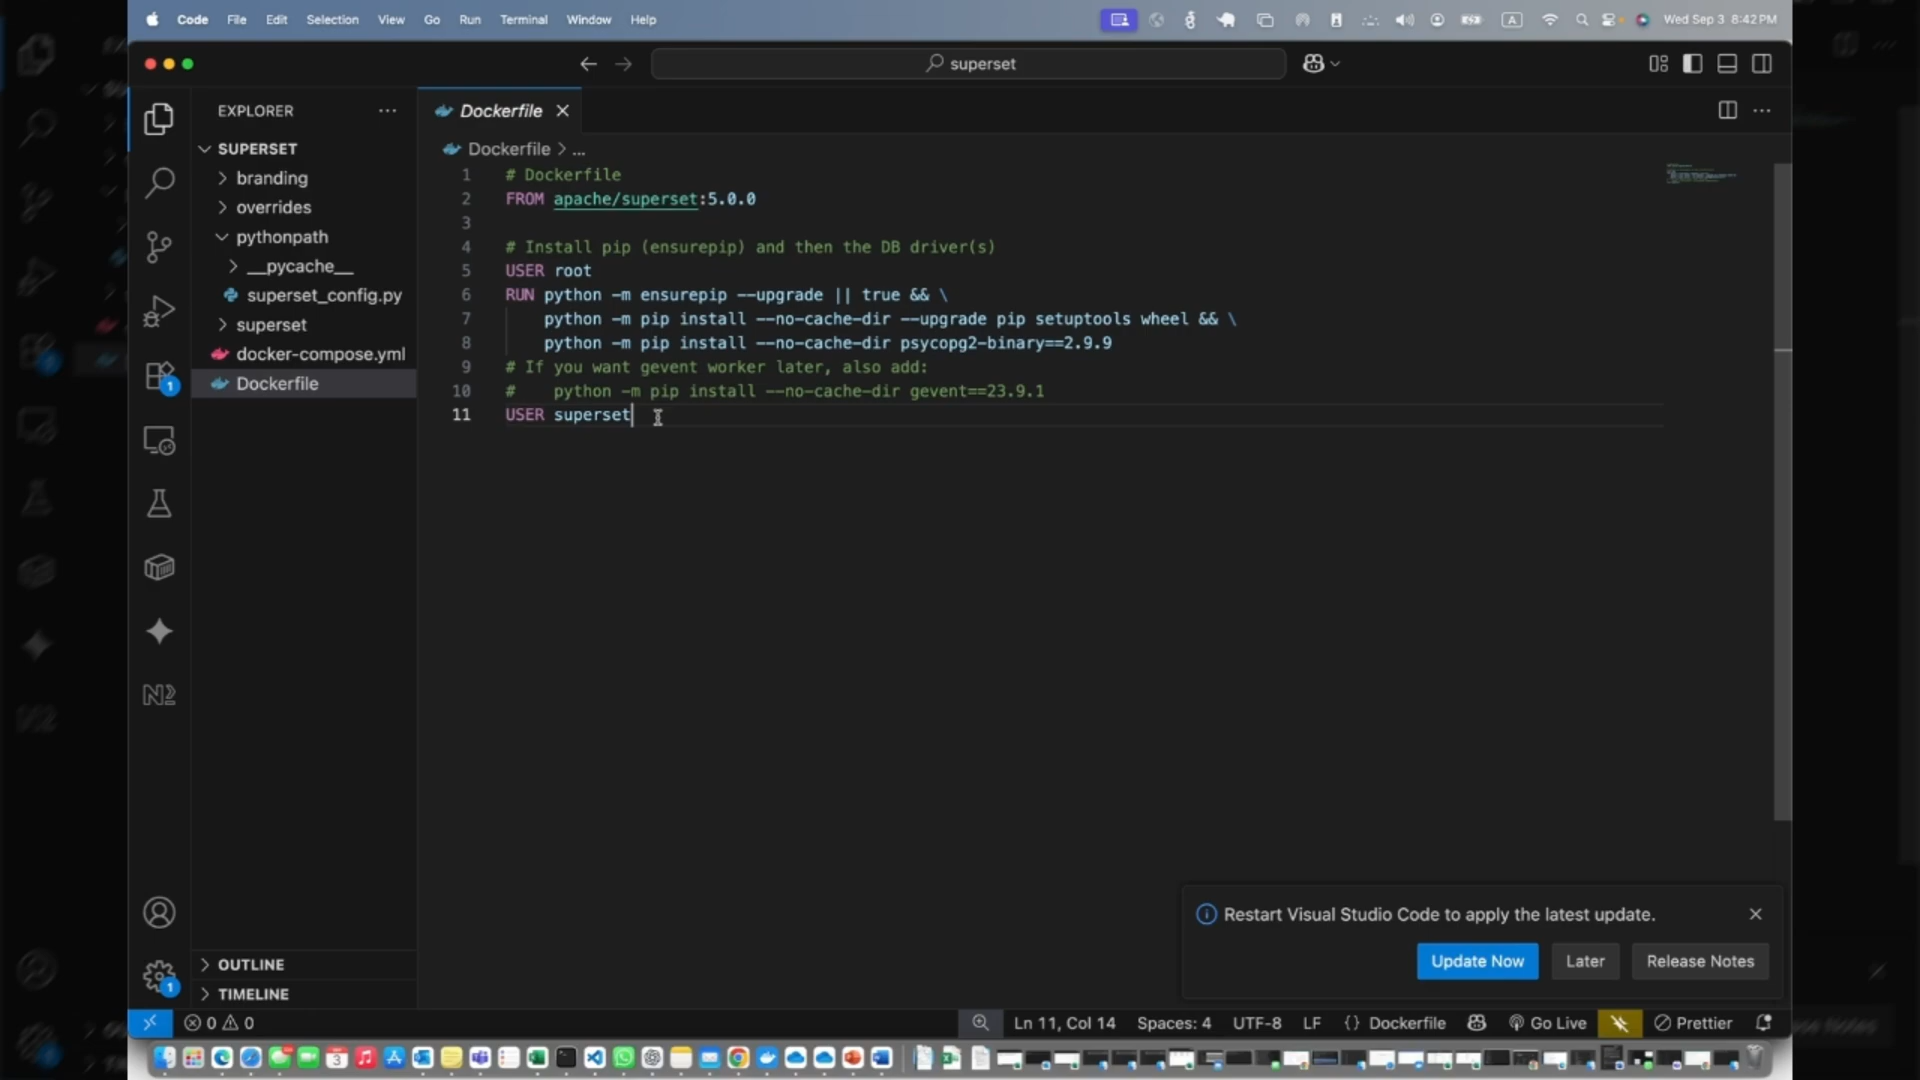 Code File Edit Selection View Go Run Terminal Window Help
A
Wed Sep 3 8:42 PM
superset
EXPLORER
Dockerfile
SUPERSET
Dockerfile > ...
branding
overrides
pythonpath
__pycache__
superset_config.py
superset
docker-compose.yml
Dockerfile
1 # Dockerfile
2 FROM apache/superset:5.0.0
3
4 # Install pip (ensurepip) and then the DB driver(s)
5 USER root
6 RUN python -m ensurepip --upgrade || true && \
7 python -m pip install --no-cache-dir --upgrade pip setuptools wheel && \
8 python -m pip install --no-cache-dir psycopg2-binary==2.9.9
9 # If you want gevent worker later, also add:
10 # python -m pip install --no-cache-dir gevent==23.9.1
11 USER superset
1
1
OUTLINE
TIMELINE
Restart Visual Studio Code to apply the latest update.
Update Now Later Release Notes
0 0
Ln 11, Col 14 Spaces: 4 UTF-8 LF {} Dockerfile Go Live Prettier